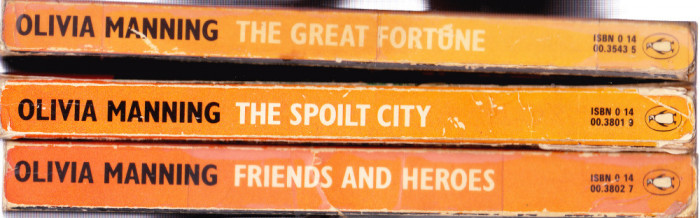 OLIVIA MANNING THE GREAT FORTUNE ISBN 0 14
00.3543 5
OLIVIA MANNING THE SPOILT CITY ISBN 0 14
00.3801 9
OLIVIA MANNING FRIENDS AND HEROES ISBN 0 14
00.3802 7